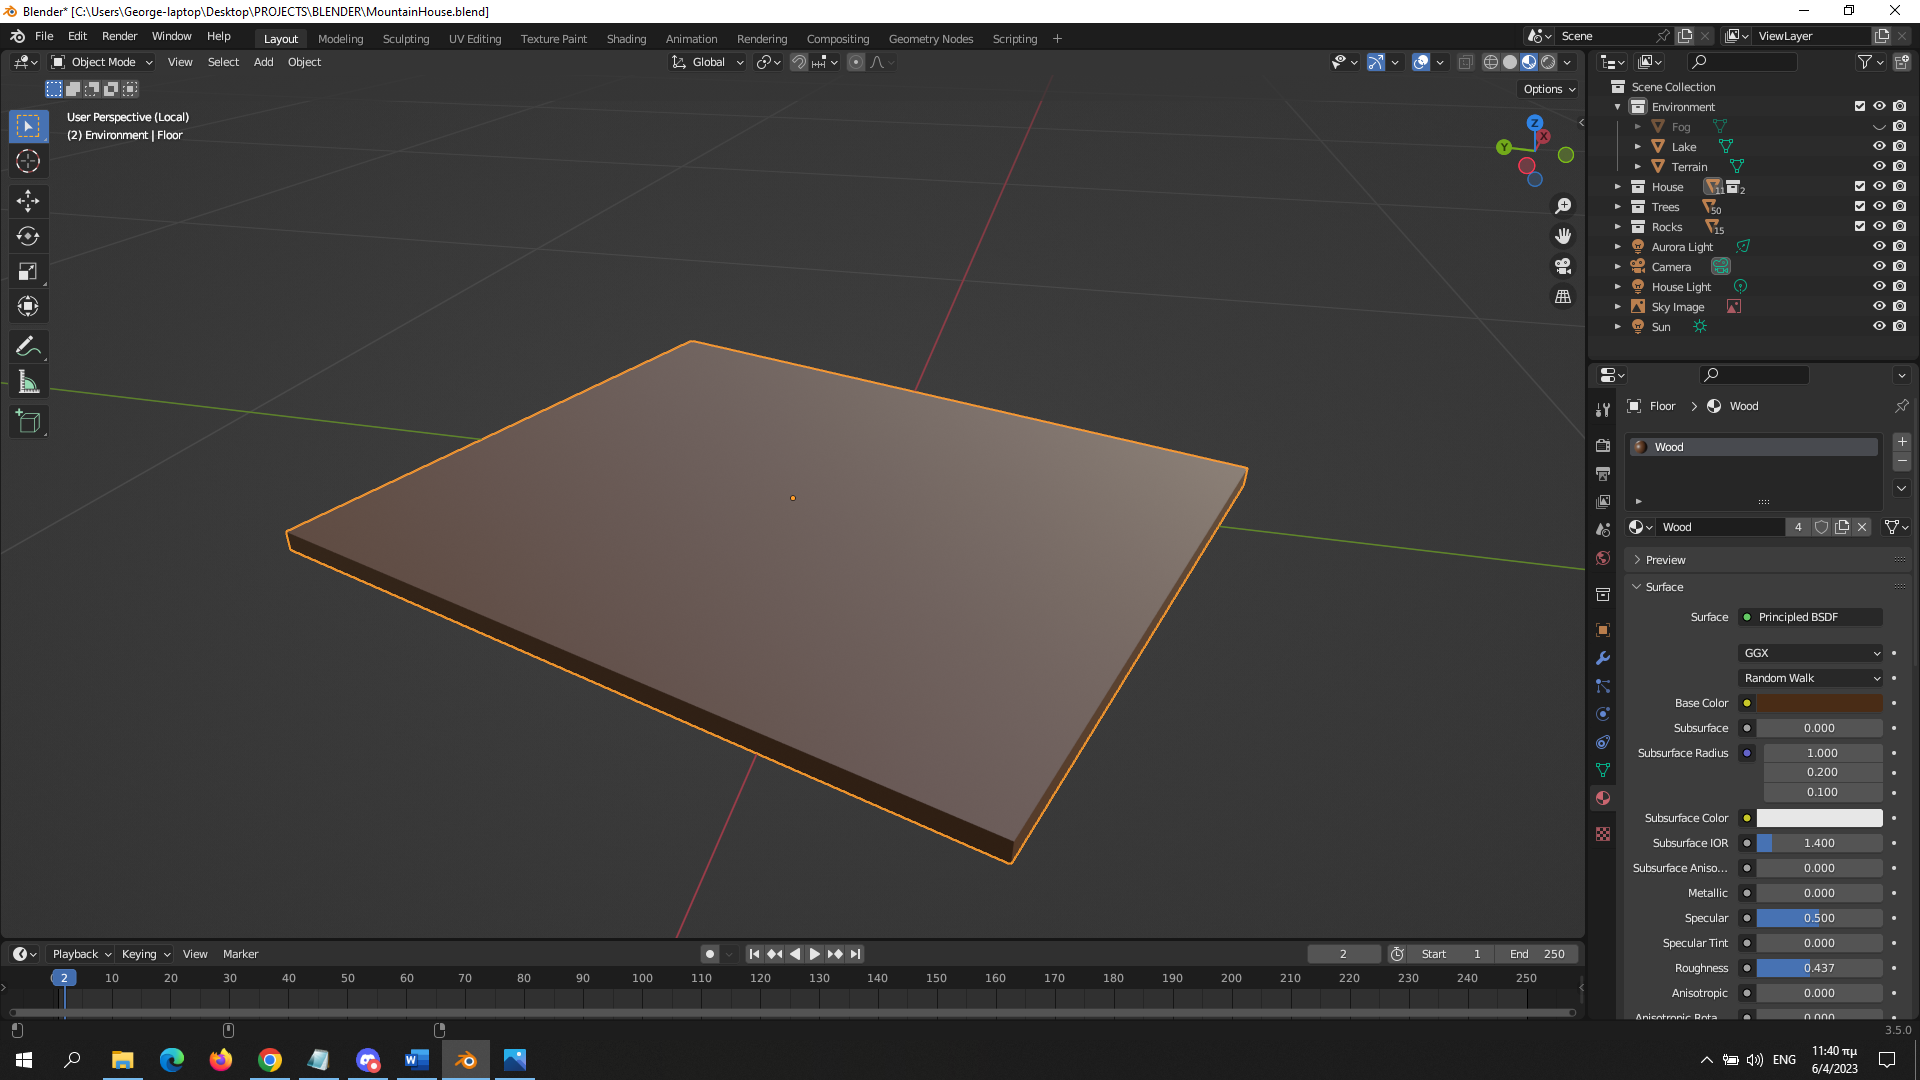 Blender* [C:\Users\George-laptop\Desktop\PROJECTS\BLENDER\MountainHouse.blend]
File Edit Render Window Help Layout Modeling Sculpting UV Editing Texture Paint Shading Animation Rendering Compositing Geometry Nodes Scripting + Scene ViewLayer
Object Mode View Select Add Object Global
Options
User Perspective (Local)
(2) Environment | Floor
Z
X
Y
Scene Collection
Environment
Fog
Lake
Terrain
House 11 2
Trees 50
Rocks 15
Aurora Light
Camera
House Light
Sky Image
Sun
Floor > Wood
Wood
Wood 4
Preview
Surface
Surface Principled BSDF
GGX
Random Walk
Base Color
Subsurface 0.000
Subsurface Radius 1.000
0.200
0.100
Subsurface Color
Subsurface IOR 1.400
Subsurface Aniso... 0.000
Metallic 0.000
Specular 0.500
Specular Tint 0.000
Roughness 0.437
Anisotropic 0.000
Anisotropic Rota... 0.000
Playback Keying View Marker 2 Start 1 End 250
2 10 20 30 40 50 60 70 80 90 100 110 120 130 140 150 160 170 180 190 200 210 220 230 240 250
3.5.0
ENG
11:40 πμ
6/4/2023